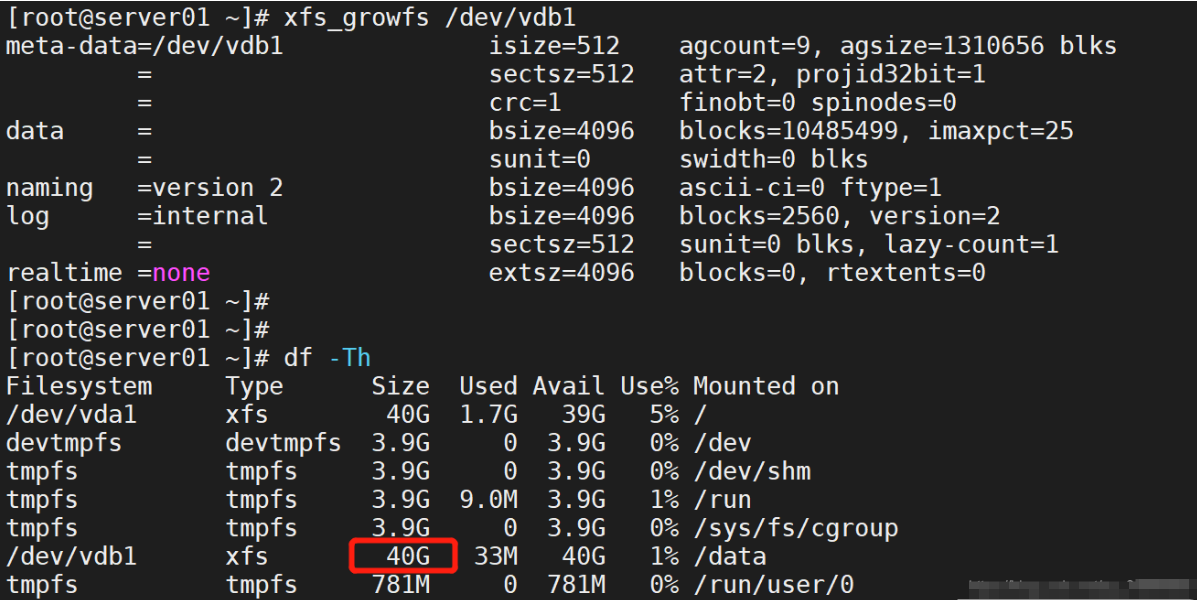 [root@server01 ~]# xfs_growfs /dev/vdb1
meta-data=/dev/vdb1              isize=512    agcount=9, agsize=1310656 blks
         =                       sectsz=512   attr=2, projid32bit=1
         =                       crc=1        finobt=0 spinodes=0
data     =                       bsize=4096   blocks=10485499, imaxpct=25
         =                       sunit=0      swidth=0 blks
naming   =version 2              bsize=4096   ascii-ci=0 ftype=1
log      =internal               bsize=4096   blocks=2560, version=2
         =                       sectsz=512   sunit=0 blks, lazy-count=1
realtime =none                   extsz=4096   blocks=0, rtextents=0
[root@server01 ~]#
[root@server01 ~]#
[root@server01 ~]# df -Th
Filesystem     Type      Size  Used Avail Use% Mounted on
/dev/vda1      xfs        40G  1.7G   39G   5% /
devtmpfs       devtmpfs  3.9G     0  3.9G   0% /dev
tmpfs          tmpfs     3.9G     0  3.9G   0% /dev/shm
tmpfs          tmpfs     3.9G  9.0M  3.9G   1% /run
tmpfs          tmpfs     3.9G     0  3.9G   0% /sys/fs/cgroup
/dev/vdb1      xfs        40G   33M   40G   1% /data
tmpfs          tmpfs     781M     0  781M   0% /run/user/0